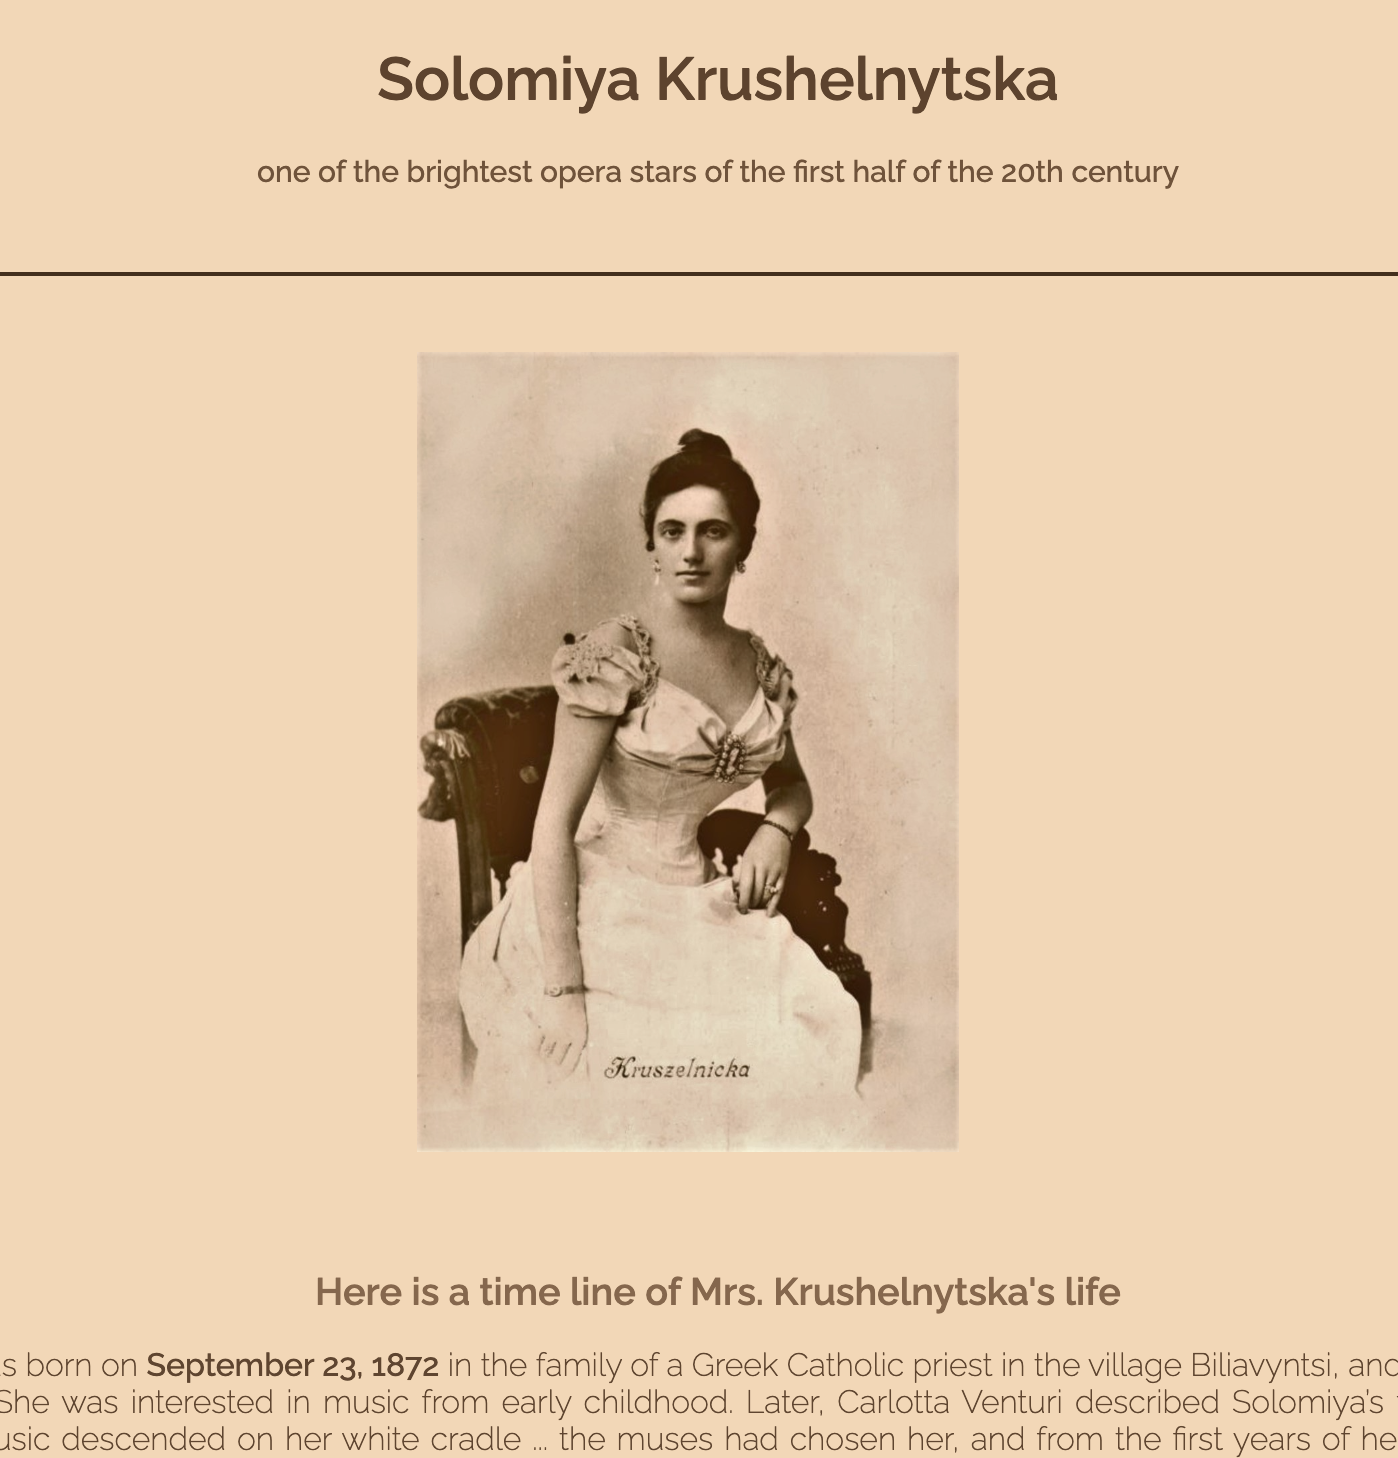 Solomiya Krushelnytska
one of the brightest opera stars of the first half of the 20th century
Kruszelnicka
Here is a time line of Mrs. Krushelnytska's life
s born on September 23, 1872 in the family of a Greek Catholic priest in the village Biliavyntsi, and
She was interested in music from early childhood. Later, Carlotta Venturi described Solomiya's
usic descended on her white cradle ... the muses had chosen her, and from the first years of he